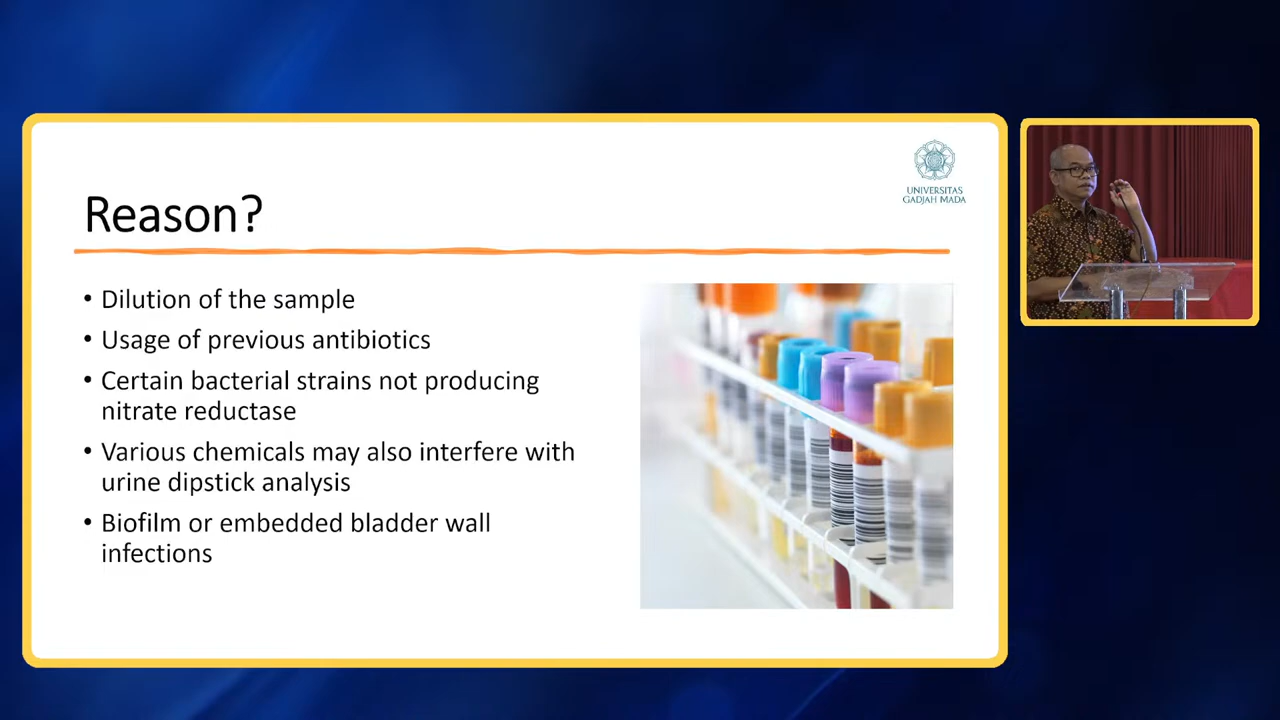 UNIVERSITAS
GADJAH MADA
Reason?
• Dilution of the sample
• Usage of previous antibiotics
• Certain bacterial strains not producing
nitrate reductase
• Various chemicals may also interfere with
urine dipstick analysis
• Biofilm or embedded bladder wall
infections